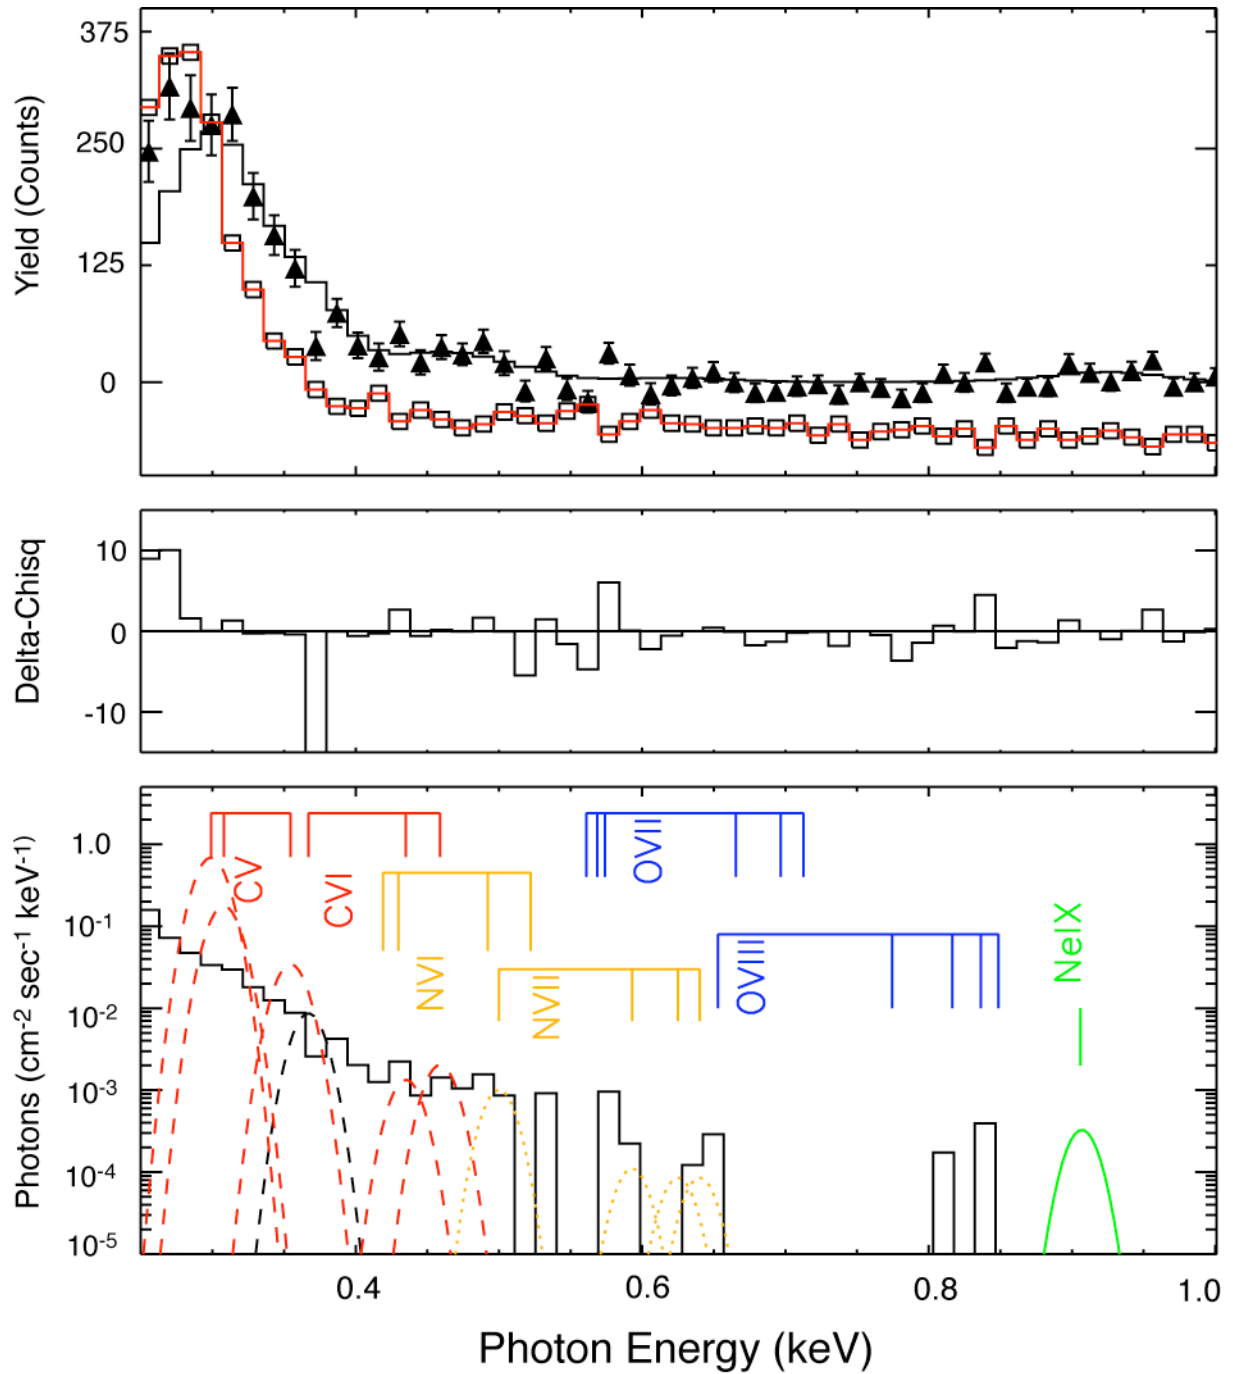 375
250
125
0
Yield (Counts)
10
0
-10
Delta-Chisq
1.0
10-1
10-2
10-3
10-4
10-5
Photons (cm-2 sec-1 keV-1)
CV
CVI
NVI
NVII
OVII
OVIII
NeIX
0.4
0.6
0.8
1.0
Photon Energy (keV)